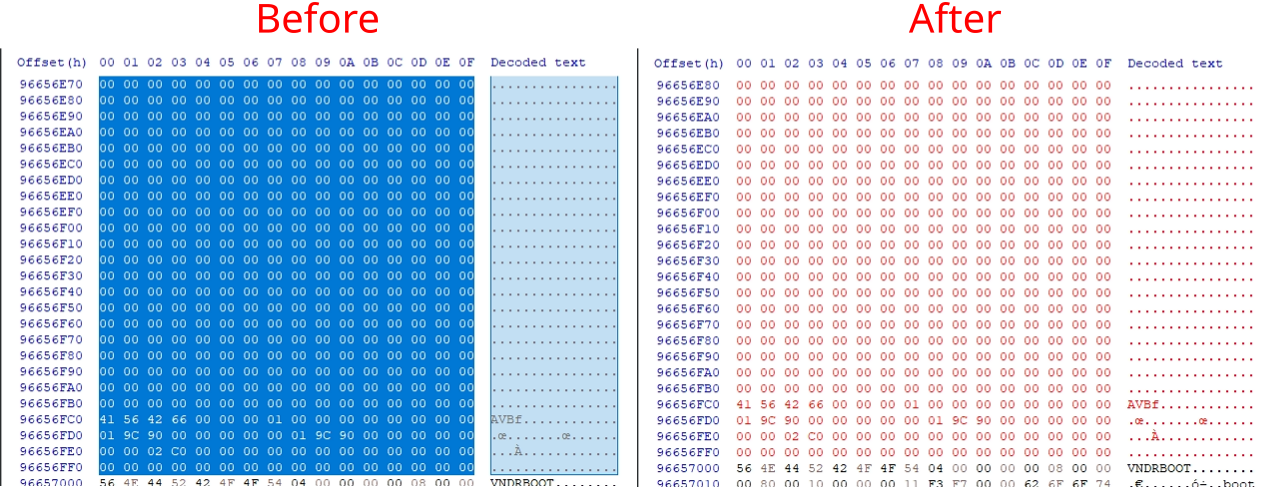 Before
After
Offset(h) 00 01 02 03 04 05 06 07 08 09 0A 0B 0C 0D 0E 0F Decoded text
96656E70 00 00 00 00 00 00 00 00 00 00 00 00 00 00 00 00 ................
96656E80 00 00 00 00 00 00 00 00 00 00 00 00 00 00 00 00 ................
96656E90 00 00 00 00 00 00 00 00 00 00 00 00 00 00 00 00 ................
96656EA0 00 00 00 00 00 00 00 00 00 00 00 00 00 00 00 00 ................
96656EB0 00 00 00 00 00 00 00 00 00 00 00 00 00 00 00 00 ................
96656EC0 00 00 00 00 00 00 00 00 00 00 00 00 00 00 00 00 ................
96656ED0 00 00 00 00 00 00 00 00 00 00 00 00 00 00 00 00 ................
96656EE0 00 00 00 00 00 00 00 00 00 00 00 00 00 00 00 00 ................
96656EF0 00 00 00 00 00 00 00 00 00 00 00 00 00 00 00 00 ................
96656F00 00 00 00 00 00 00 00 00 00 00 00 00 00 00 00 00 ................
96656F10 00 00 00 00 00 00 00 00 00 00 00 00 00 00 00 00 ................
96656F20 00 00 00 00 00 00 00 00 00 00 00 00 00 00 00 00 ................
96656F30 00 00 00 00 00 00 00 00 00 00 00 00 00 00 00 00 ................
96656F40 00 00 00 00 00 00 00 00 00 00 00 00 00 00 00 00 ................
96656F50 00 00 00 00 00 00 00 00 00 00 00 00 00 00 00 00 ................
96656F60 00 00 00 00 00 00 00 00 00 00 00 00 00 00 00 00 ................
96656F70 00 00 00 00 00 00 00 00 00 00 00 00 00 00 00 00 ................
96656F80 00 00 00 00 00 00 00 00 00 00 00 00 00 00 00 00 ................
96656F90 00 00 00 00 00 00 00 00 00 00 00 00 00 00 00 00 ................
96656FA0 00 00 00 00 00 00 00 00 00 00 00 00 00 00 00 00 ................
96656FB0 00 00 00 00 00 00 00 00 00 00 00 00 00 00 00 00 ................
96656FC0 41 56 42 66 00 00 00 01 00 00 00 00 00 00 00 00 AVBf............
96656FD0 01 9C 90 00 00 00 00 00 01 9C 90 00 00 00 00 00 .œ.......œ......
96656FE0 00 00 02 C0 00 00 00 00 00 00 00 00 00 00 00 00 ...À............
96656FF0 00 00 00 00 00 00 00 00 00 00 00 00 00 00 00 00 ................
96657000 56 4E 44 52 42 4F 4F 54 04 00 00 00 00 08 00 00 VNDRBOOT........
Offset(h) 00 01 02 03 04 05 06 07 08 09 0A 0B 0C 0D 0E 0F Decoded text
96656E80 00 00 00 00 00 00 00 00 00 00 00 00 00 00 00 00 ................
96656E90 00 00 00 00 00 00 00 00 00 00 00 00 00 00 00 00 ................
96656EA0 00 00 00 00 00 00 00 00 00 00 00 00 00 00 00 00 ................
96656EB0 00 00 00 00 00 00 00 00 00 00 00 00 00 00 00 00 ................
96656EC0 00 00 00 00 00 00 00 00 00 00 00 00 00 00 00 00 ................
96656ED0 00 00 00 00 00 00 00 00 00 00 00 00 00 00 00 00 ................
96656EE0 00 00 00 00 00 00 00 00 00 00 00 00 00 00 00 00 ................
96656EF0 00 00 00 00 00 00 00 00 00 00 00 00 00 00 00 00 ................
96656F00 00 00 00 00 00 00 00 00 00 00 00 00 00 00 00 00 ................
96656F10 00 00 00 00 00 00 00 00 00 00 00 00 00 00 00 00 ................
96656F20 00 00 00 00 00 00 00 00 00 00 00 00 00 00 00 00 ................
96656F30 00 00 00 00 00 00 00 00 00 00 00 00 00 00 00 00 ................
96656F40 00 00 00 00 00 00 00 00 00 00 00 00 00 00 00 00 ................
96656F50 00 00 00 00 00 00 00 00 00 00 00 00 00 00 00 00 ................
96656F60 00 00 00 00 00 00 00 00 00 00 00 00 00 00 00 00 ................
96656F70 00 00 00 00 00 00 00 00 00 00 00 00 00 00 00 00 ................
96656F80 00 00 00 00 00 00 00 00 00 00 00 00 00 00 00 00 ................
96656F90 00 00 00 00 00 00 00 00 00 00 00 00 00 00 00 00 ................
96656FA0 00 00 00 00 00 00 00 00 00 00 00 00 00 00 00 00 ................
96656FB0 00 00 00 00 00 00 00 00 00 00 00 00 00 00 00 00 ................
96656FC0 41 56 42 66 00 00 00 01 00 00 00 00 00 00 00 00 AVBf............
96656FD0 01 9C 90 00 00 00 00 00 01 9C 90 00 00 00 00 00 .œ.......œ......
96656FE0 00 00 02 C0 00 00 00 00 00 00 00 00 00 00 00 00 ...À............
96656FF0 00 00 00 00 00 00 00 00 00 00 00 00 00 00 00 00 ................
96657000 56 4E 44 52 42 4F 4F 54 04 00 00 00 00 08 00 00 VNDRBOOT........
96657010 00 80 00 10 00 00 00 11 F3 F7 00 00 62 6F 6F 74 .€......ó÷..boot